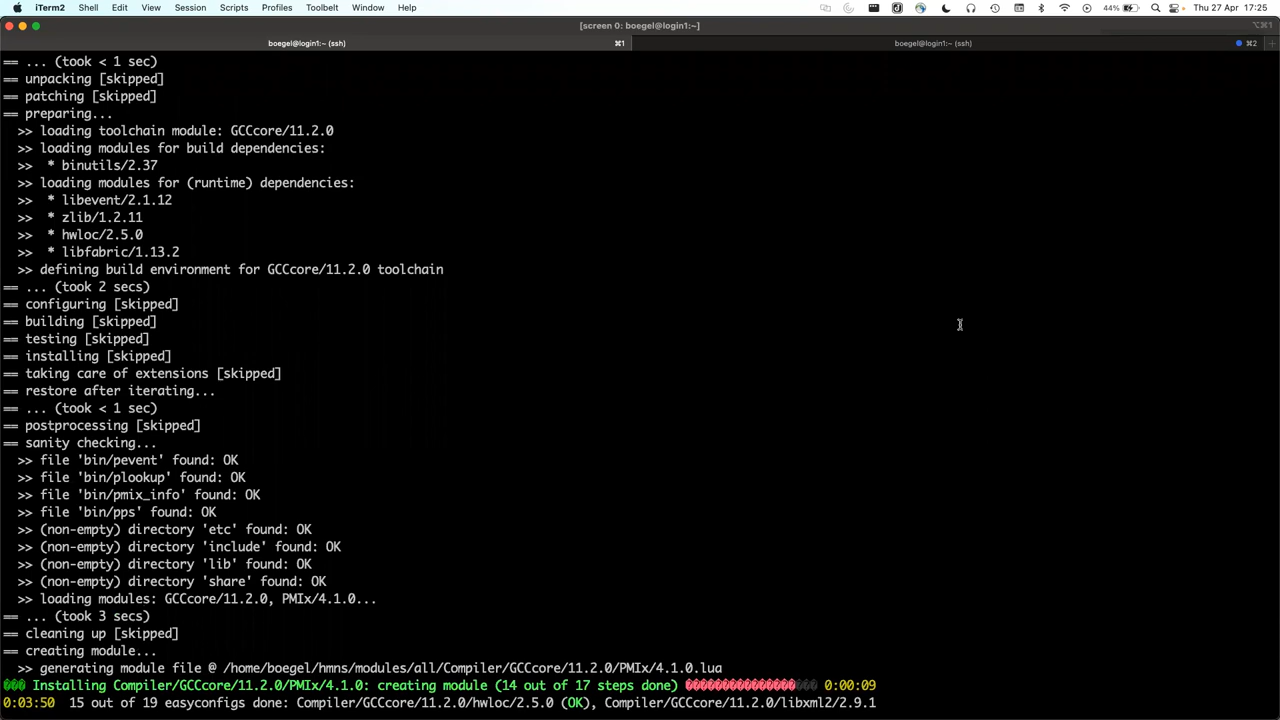 iTerm2 Shell Edit View Session Scripts Profiles Toolbelt Window Help 44% Thu 27 Apr 17:25
[screen 0: boegel@login1:~] ⌥⌘1
boegel@login1:~ (ssh) ⌘1 boegel@login1:~ (ssh) ⌘2 +
== ... (took < 1 sec)
== unpacking [skipped]
== patching [skipped]
== preparing...
>> loading toolchain module: GCCcore/11.2.0
>> loading modules for build dependencies:
>> * binutils/2.37
>> loading modules for (runtime) dependencies:
>> * libevent/2.1.12
>> * zlib/1.2.11
>> * hwloc/2.5.0
>> * libfabric/1.13.2
>> defining build environment for GCCcore/11.2.0 toolchain
== ... (took 2 secs)
== configuring [skipped]
== building [skipped]
== testing [skipped]
== installing [skipped]
== taking care of extensions [skipped]
== restore after iterating...
== ... (took < 1 sec)
== postprocessing [skipped]
== sanity checking...
>> file 'bin/pevent' found: OK
>> file 'bin/plookup' found: OK
>> file 'bin/pmix_info' found: OK
>> file 'bin/pps' found: OK
>> (non-empty) directory 'etc' found: OK
>> (non-empty) directory 'include' found: OK
>> (non-empty) directory 'lib' found: OK
>> (non-empty) directory 'share' found: OK
>> loading modules: GCCcore/11.2.0, PMIx/4.1.0...
== ... (took 3 secs)
== cleaning up [skipped]
== creating module...
>> generating module file @ /home/boegel/hmns/modules/all/Compiler/GCCcore/11.2.0/PMIx/4.1.0.lua
��� Installing Compiler/GCCcore/11.2.0/PMIx/4.1.0: creating module (14 out of 17 steps done) ������������������� 0:00:09
0:03:50 15 out of 19 easyconfigs done: Compiler/GCCcore/11.2.0/hwloc/2.5.0 (OK), Compiler/GCCcore/11.2.0/libxml2/2.9.1